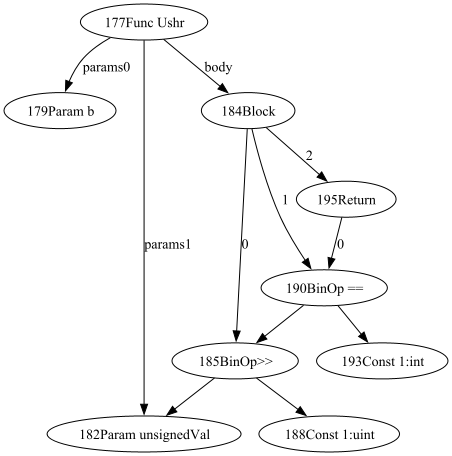 177Func Ushr
params0
body
179Param b
184Block
2
195Return
1
params1
0
0
190BinOp ==
185BinOp>>
193Const 1:int
182Param unsignedVal
188Const 1:uint